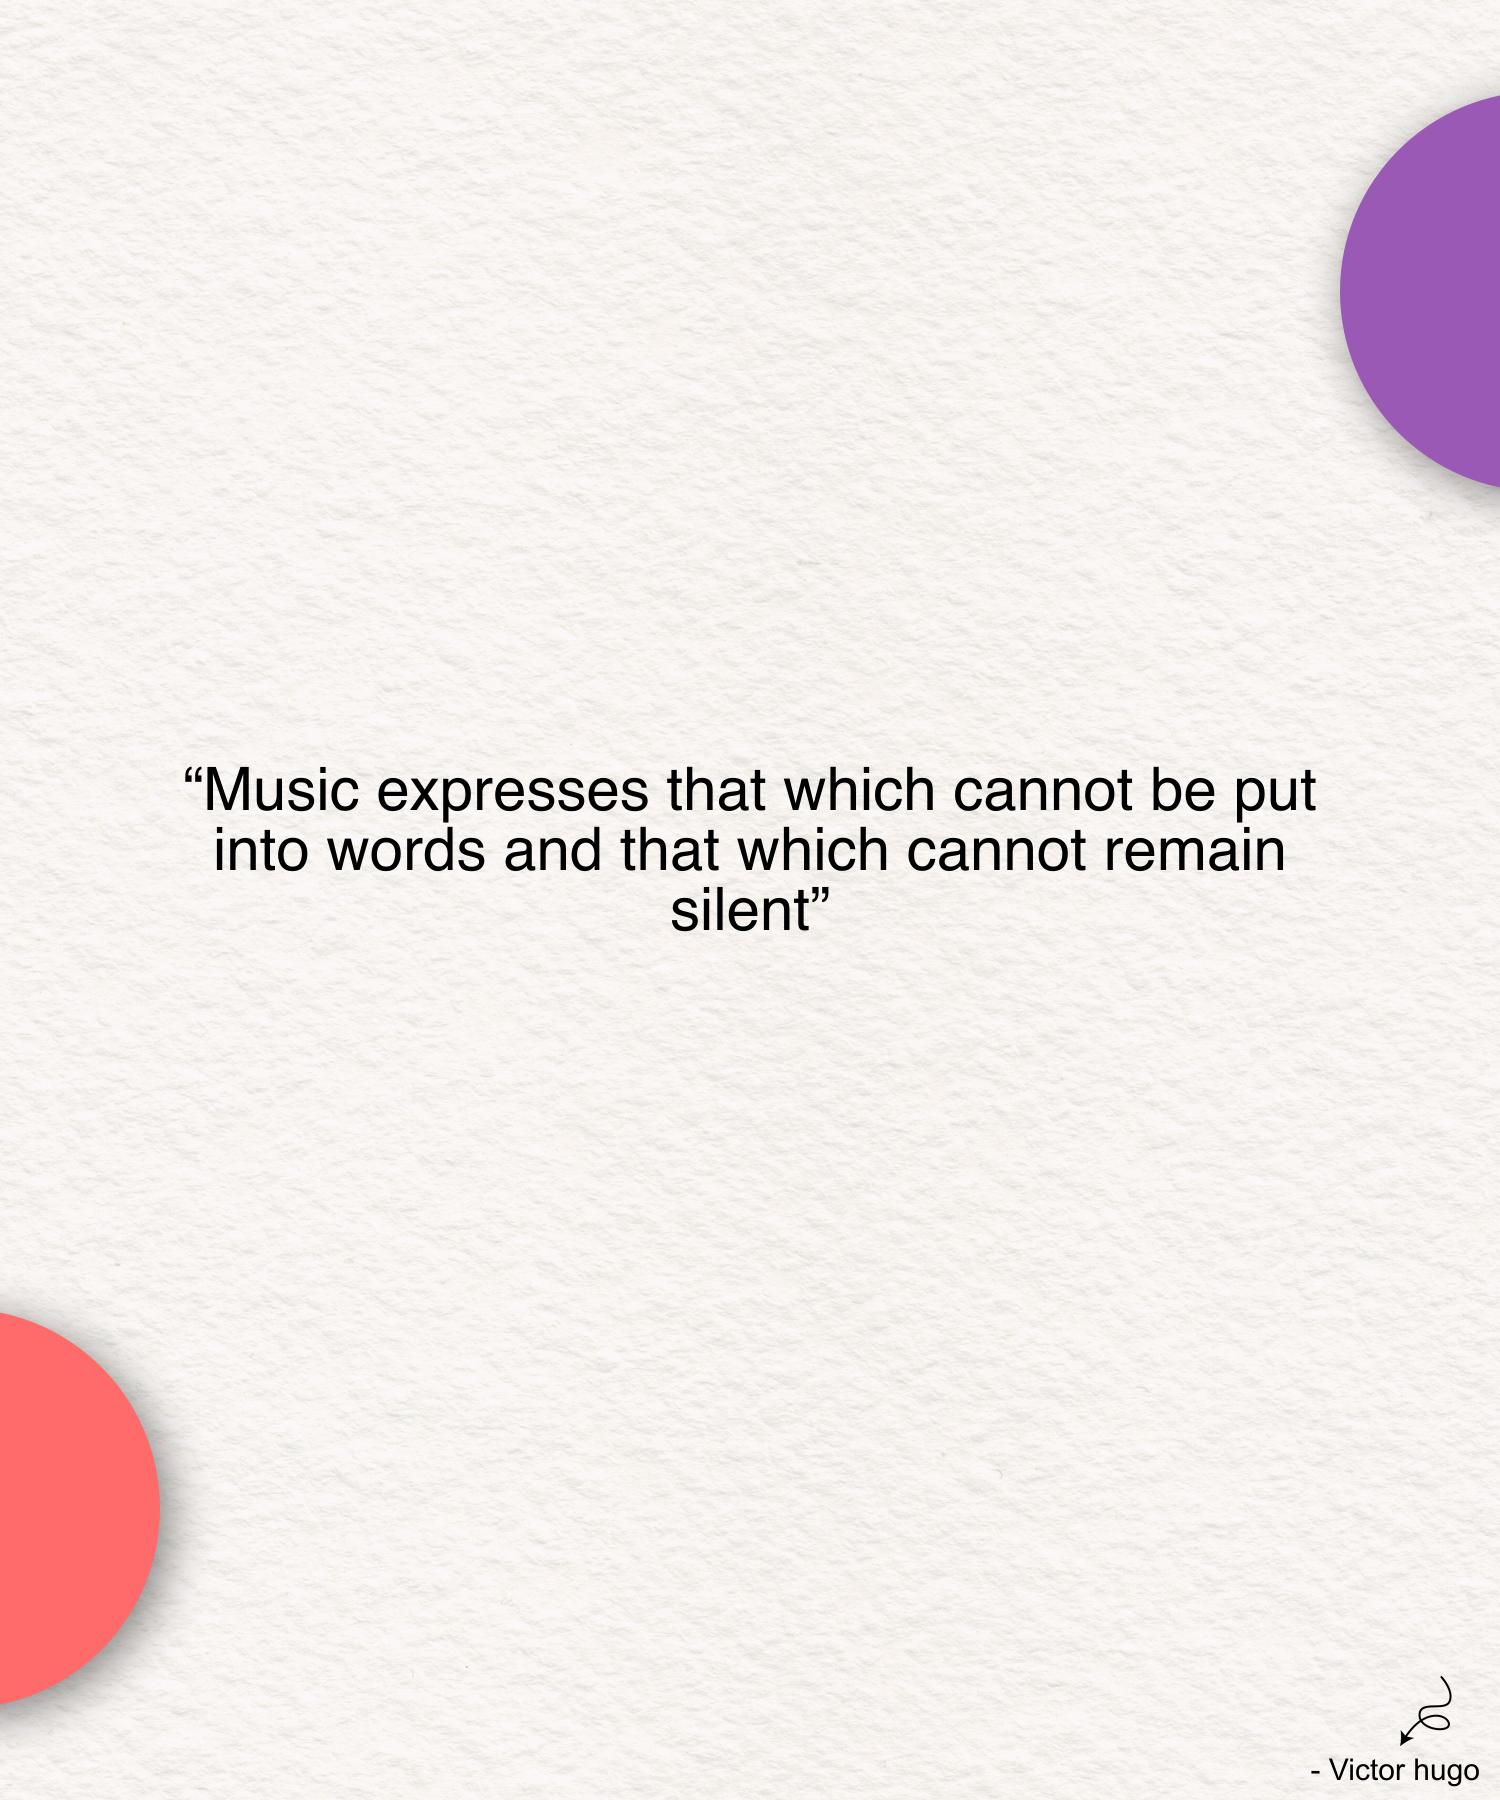 “Music expresses that which cannot be put
into words and that which cannot remain
silent”
- Victor hugo